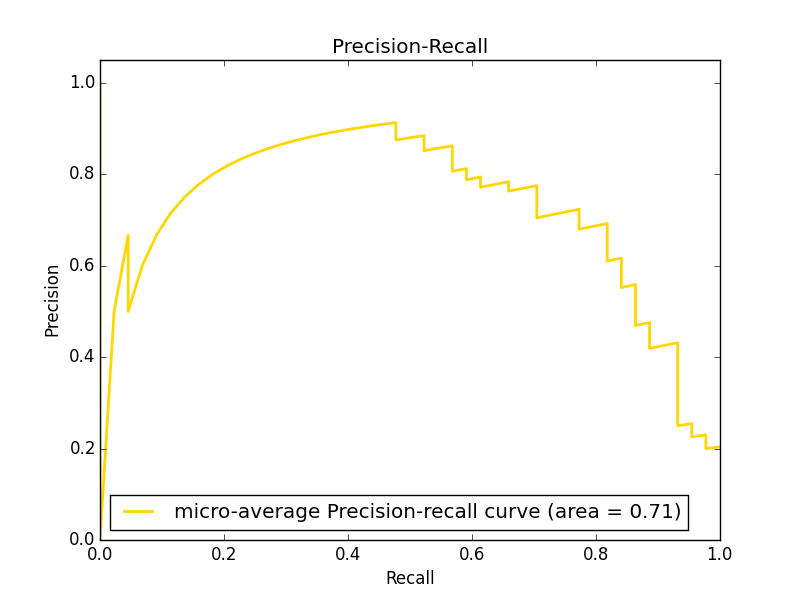 Precision-Recall
1.0
0.8
0.6
0.4
0.2
0.0
Precision
micro-average Precision-recall curve (area = 0.71)
0.0 0.2 0.4 0.6 0.8 1.0
Recall